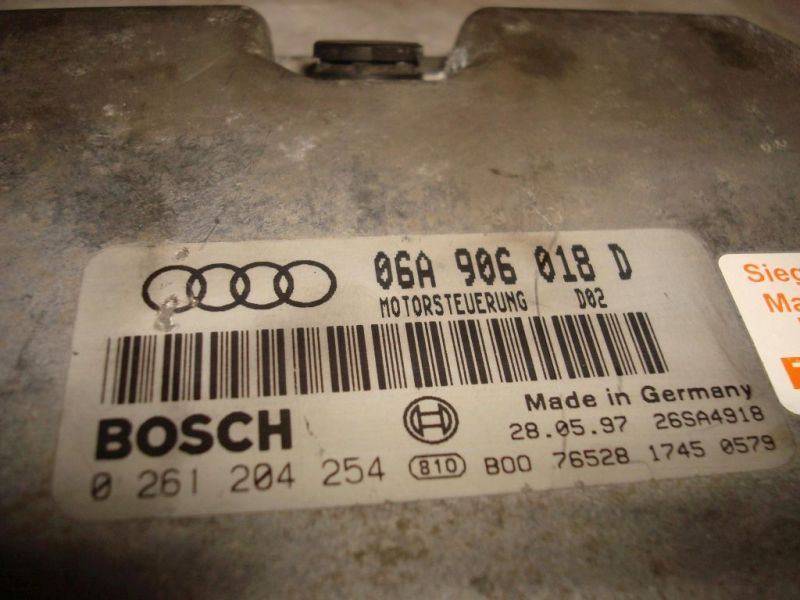 06A 906 018 D
MOTORSTEUERUNG D02
Made in Germany
BOSCH 28.05.97 26SA4918
0 261 204 254 810 B00 76528 1745 0579
Sieg
Ma